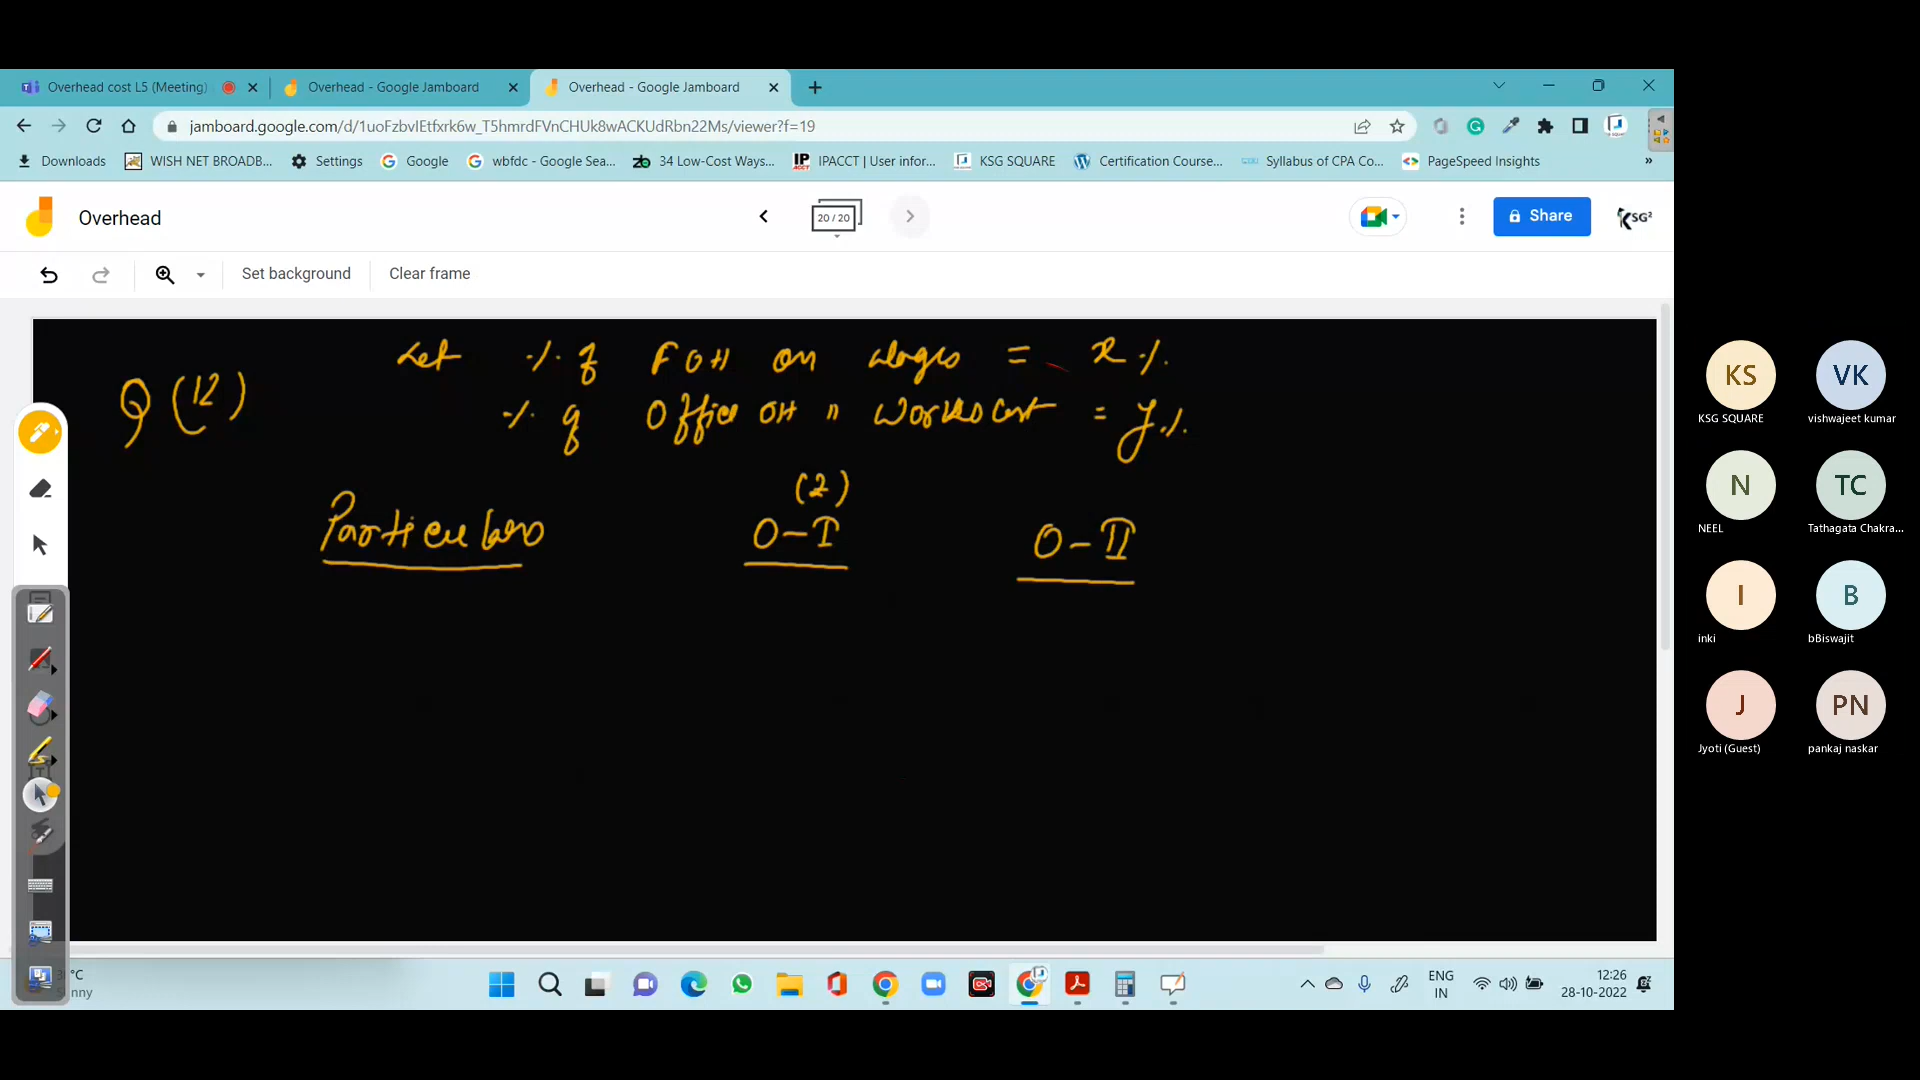 Overhead cost L5 (Meeting)
Overhead - Google Jamboard
Overhead - Google Jamboard
jamboard.google.com/d/1uoFzbvIEtfxrk6w_T5hmrdFVnCHUk8wACKUdRbn22Ms/viewer?f=19
Downloads
WISH NET BROADB...
Settings
Google
wbfdc - Google Sea...
34 Low-Cost Ways...
IPACCT | User infor...
KSG SQUARE
Certification Course...
Syllabus of CPA Co...
PageSpeed Insights
»
Overhead
20 / 20
Share
KSG²
Set background
Clear frame
Let % of FOH on wages = x %.
Q (12)
% of Office OH " Works Cost = y %.
(2)
Particulars O-I O-II
KS
KSG SQUARE
VK
vishwajeet kumar
N
NEEL
TC
Tathagata Chakra...
I
inki
B
bBiswajit
J
Jyoti (Guest)
PN
pankaj naskar
°C
nny
ENG
IN
12:26
28-10-2022